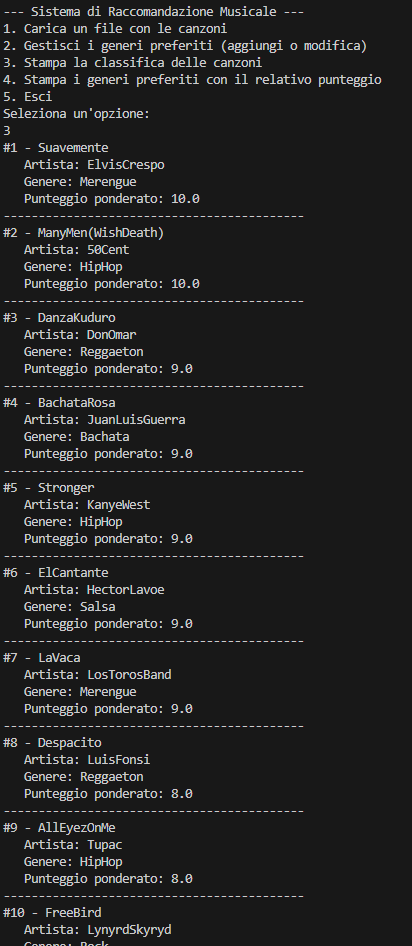 --- Sistema di Raccomandazione Musicale ---
1. Carica un file con le canzoni
2. Gestisci i generi preferiti (aggiungi o modifica)
3. Stampa la classifica delle canzoni
4. Stampa i generi preferiti con il relativo punteggio
5. Esci
Seleziona un'opzione:
3
#1 - Suavemente
Artista: ElvisCrespo
Genere: Merengue
Punteggio ponderato: 10.0
-------------------------------------------
#2 - ManyMen(WishDeath)
Artista: 50Cent
Genere: HipHop
Punteggio ponderato: 10.0
-------------------------------------------
#3 - DanzaKuduro
Artista: DonOmar
Genere: Reggaeton
Punteggio ponderato: 9.0
-------------------------------------------
#4 - BachataRosa
Artista: JuanLuisGuerra
Genere: Bachata
Punteggio ponderato: 9.0
-------------------------------------------
#5 - Stronger
Artista: KanyeWest
Genere: HipHop
Punteggio ponderato: 9.0
-------------------------------------------
#6 - ElCantante
Artista: HectorLavoe
Genere: Salsa
Punteggio ponderato: 9.0
-------------------------------------------
#7 - LaVaca
Artista: LosTorosBand
Genere: Merengue
Punteggio ponderato: 9.0
-------------------------------------------
#8 - Despacito
Artista: LuisFonsi
Genere: Reggaeton
Punteggio ponderato: 8.0
-------------------------------------------
#9 - AllEyezOnMe
Artista: Tupac
Genere: HipHop
Punteggio ponderato: 8.0
-------------------------------------------
#10 - FreeBird
Artista: LynyrdSkyryd
Genere: Rock